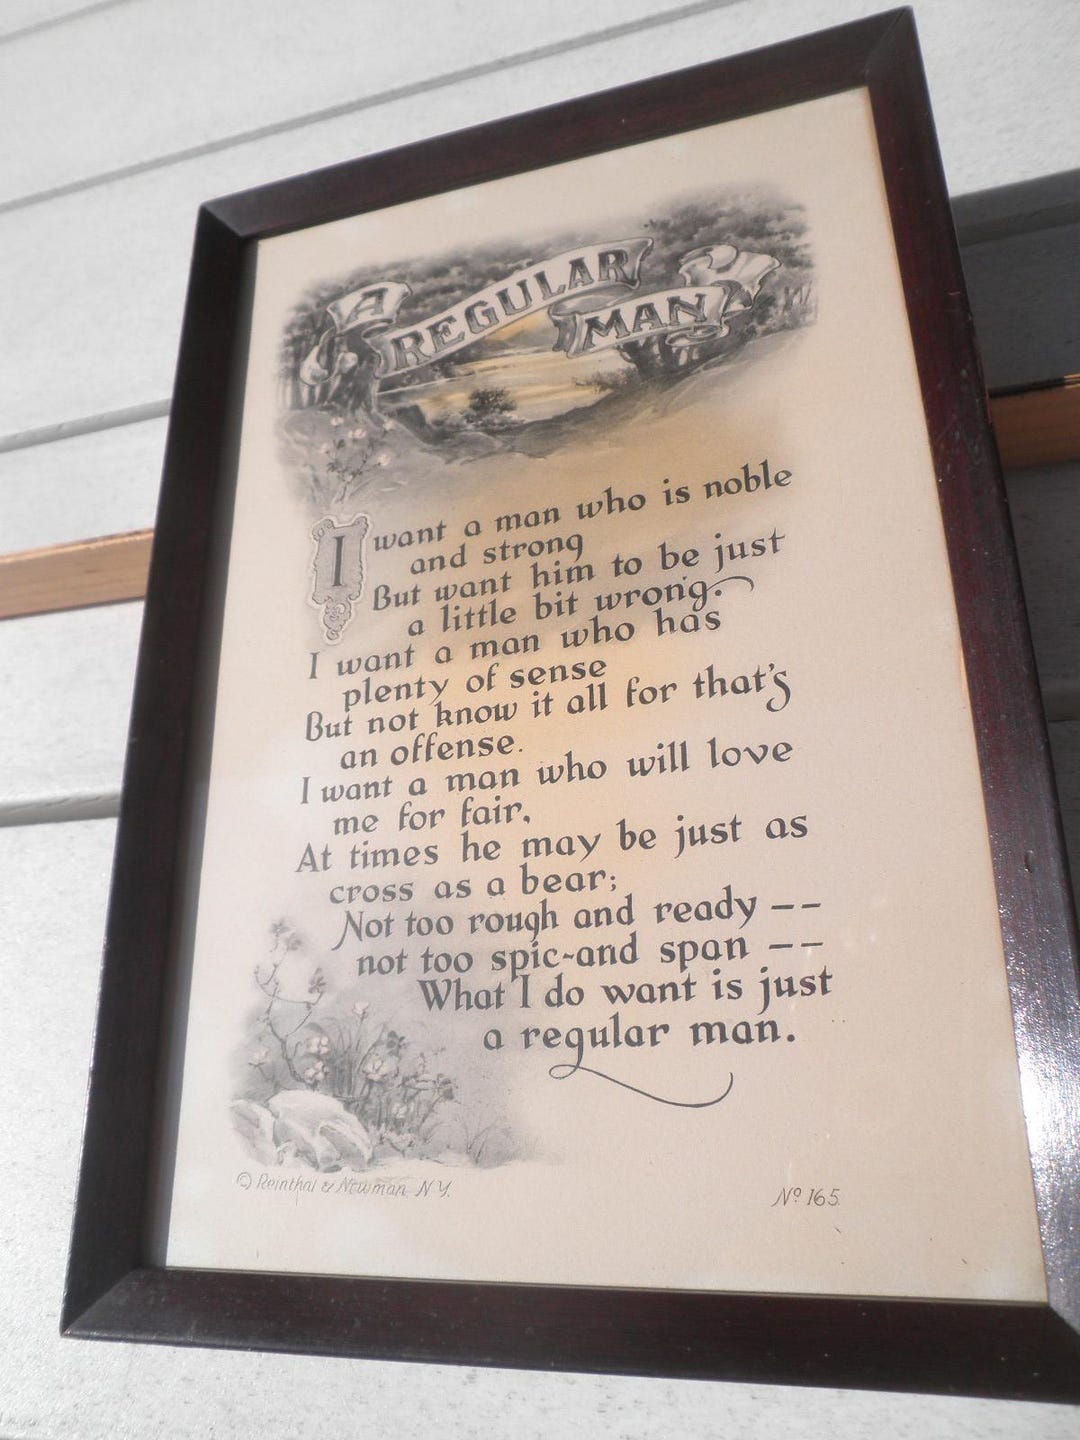 A REGULAR MAN
I want a man who is noble
and strong
But want him to be just
a little bit wrong.
I want a man who has
plenty of sense
But not know it all for that's
an offense.
I want a man who will love
me for fair,
At times he may be just as
cross as a bear;
Not too rough and ready --
not too spic-and span --
What I do want is just
a regular man.
© Reinthal & Newman, N.Y.
Nº 165